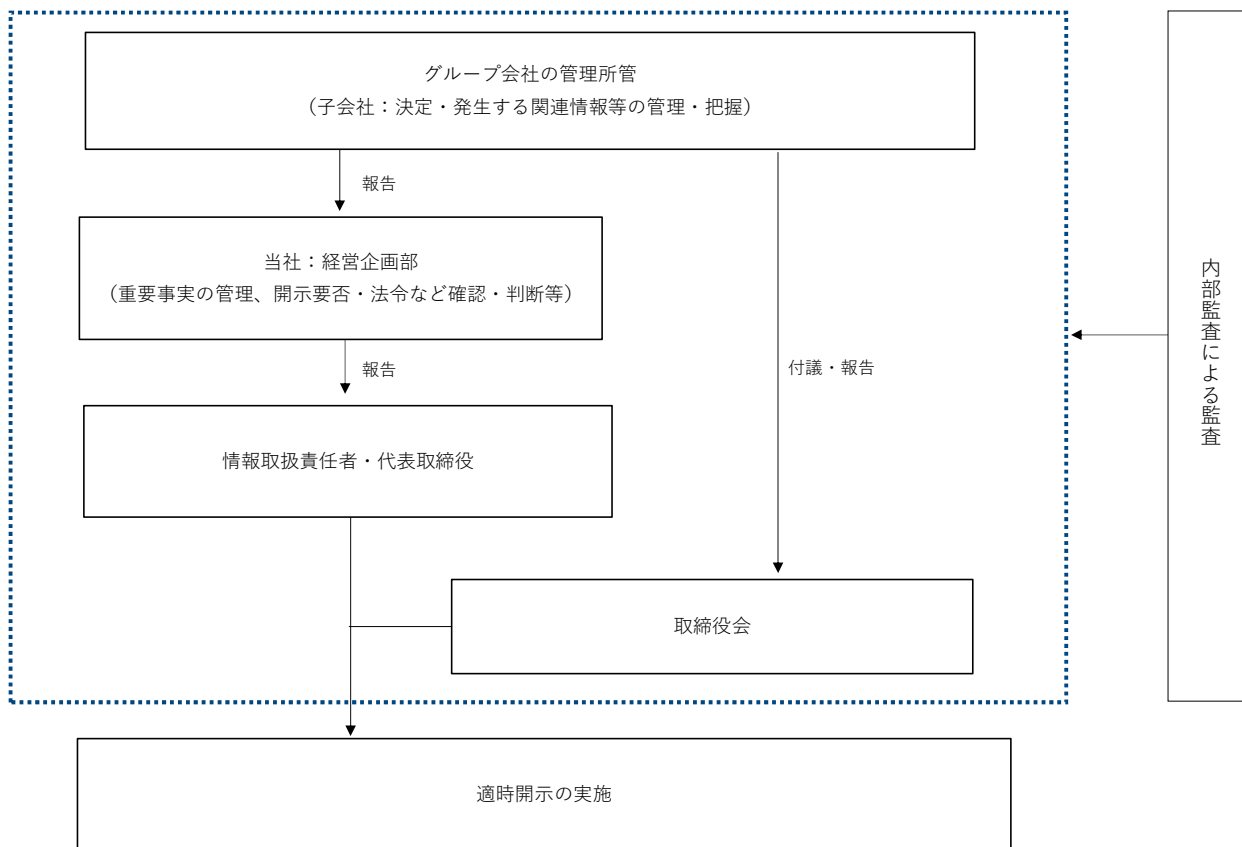 グループ会社の管理所管
（子会社：決定・発生する関連情報等の管理・把握）
報告
当社：経営企画部
（重要事実の管理、開示要否・法令など確認・判断等）
報告
付議・報告
情報取扱責任者・代表取締役
取締役会
適時開示の実施
内部監査による監査